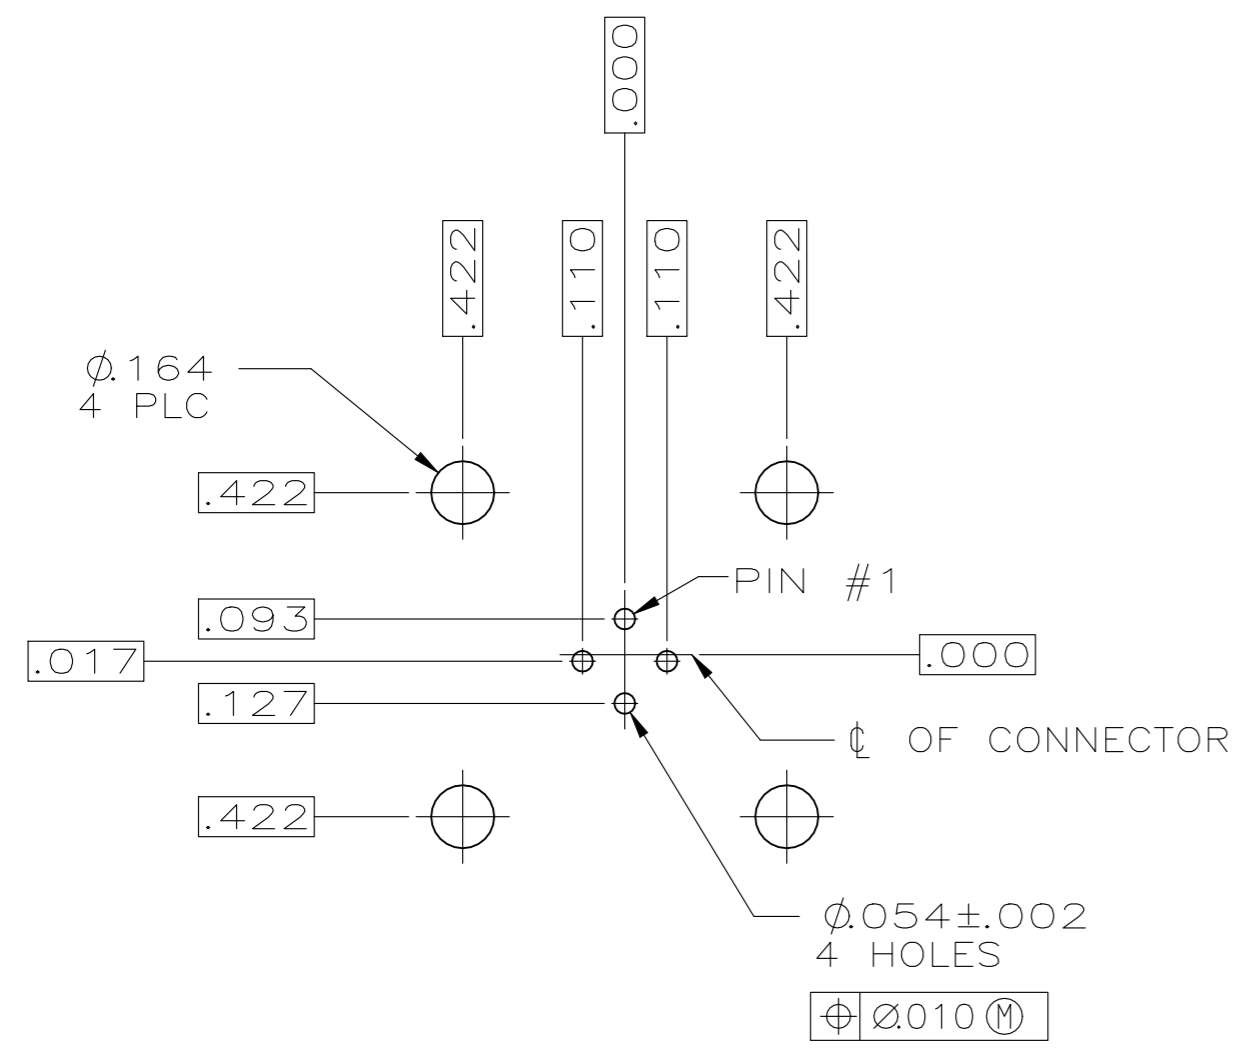 .000
.422
.110
.110
.422
Ø.164
4 PLC
.422
PIN #1
.093
.017
.000
.127
℄ OF CONNECTOR
.422
Ø.054±.002
4 HOLES
⌖ Ø.010 Ⓜ